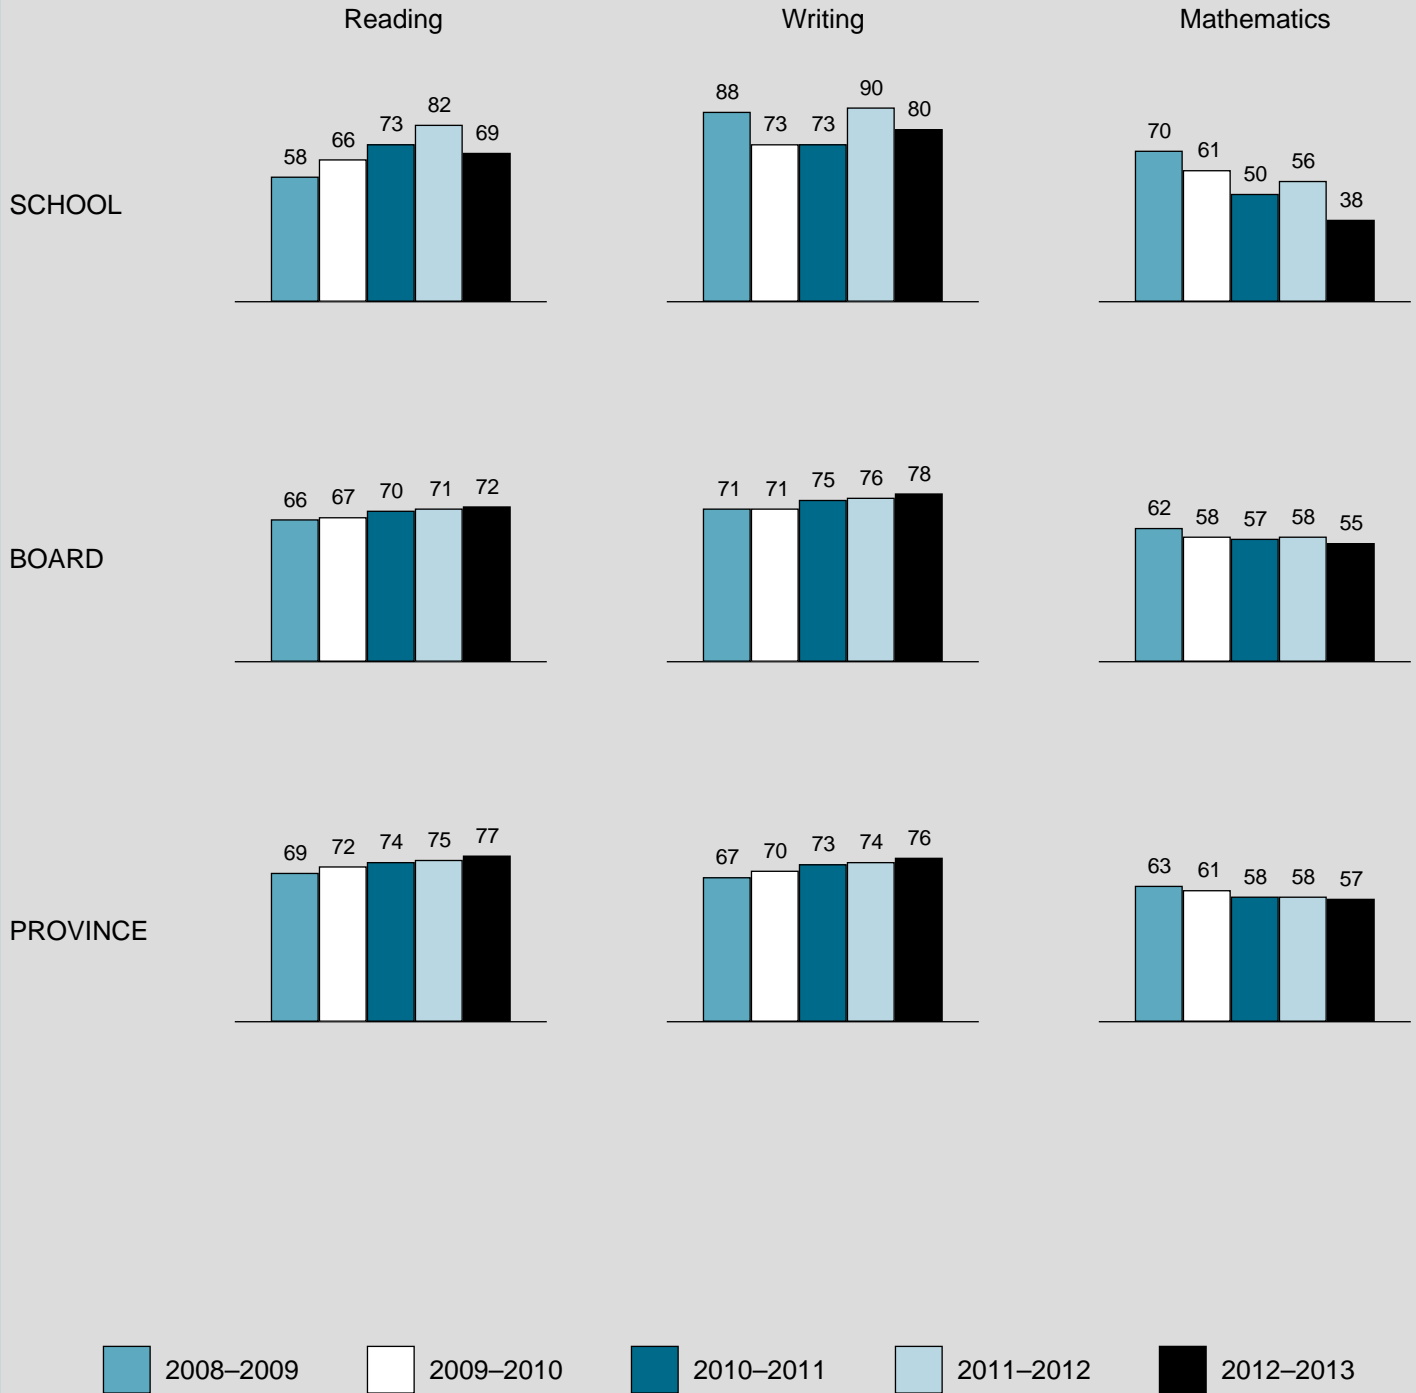 Reading Writing Mathematics
SCHOOL
58 66 73 82 69
88 73 73 90 80
70 61 50 56 38
BOARD
66 67 70 71 72
71 71 75 76 78
62 58 57 58 55
PROVINCE
69 72 74 75 77
67 70 73 74 76
63 61 58 58 57
2008–2009 2009–2010 2010–2011 2011–2012 2012–2013